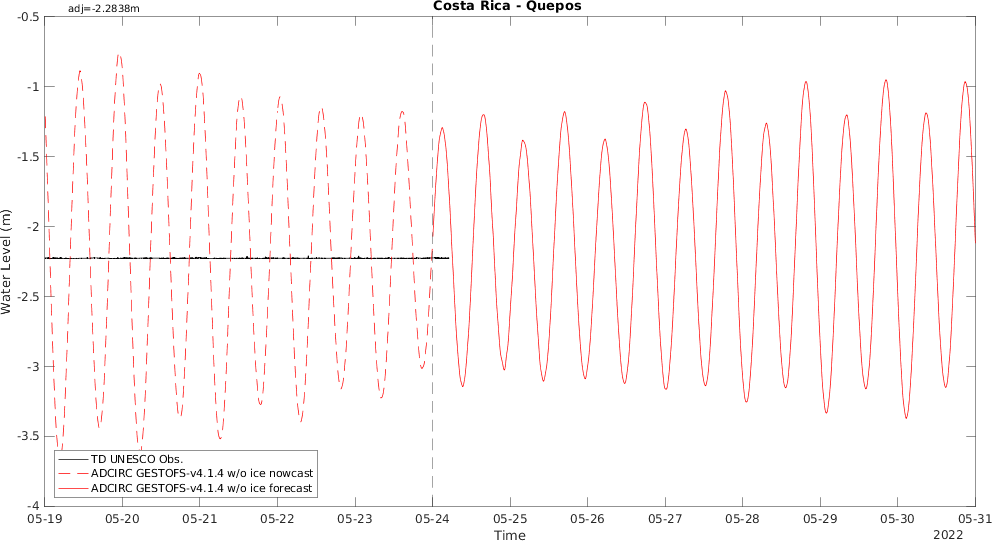 adj=-2.2838m
Costa Rica - Quepos
-0.5
-1
-1.5
-2
-2.5
-3
-3.5
-4
Water Level (m)
TD UNESCO Obs.
ADCIRC GESTOFS-v4.1.4 w/o ice nowcast
ADCIRC GESTOFS-v4.1.4 w/o ice forecast
05-19 05-20 05-21 05-22 05-23 05-24 05-25 05-26 05-27 05-28 05-29 05-30 05-31
Time
2022